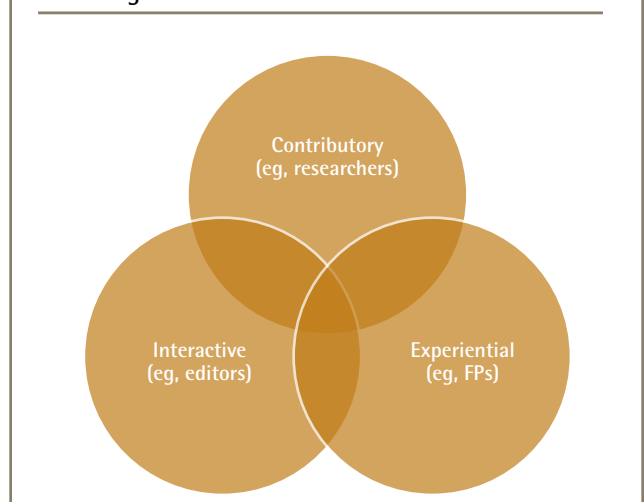 Contributory
(eg, researchers)
Interactive
(eg, editors)
Experiential
(eg, FPs)